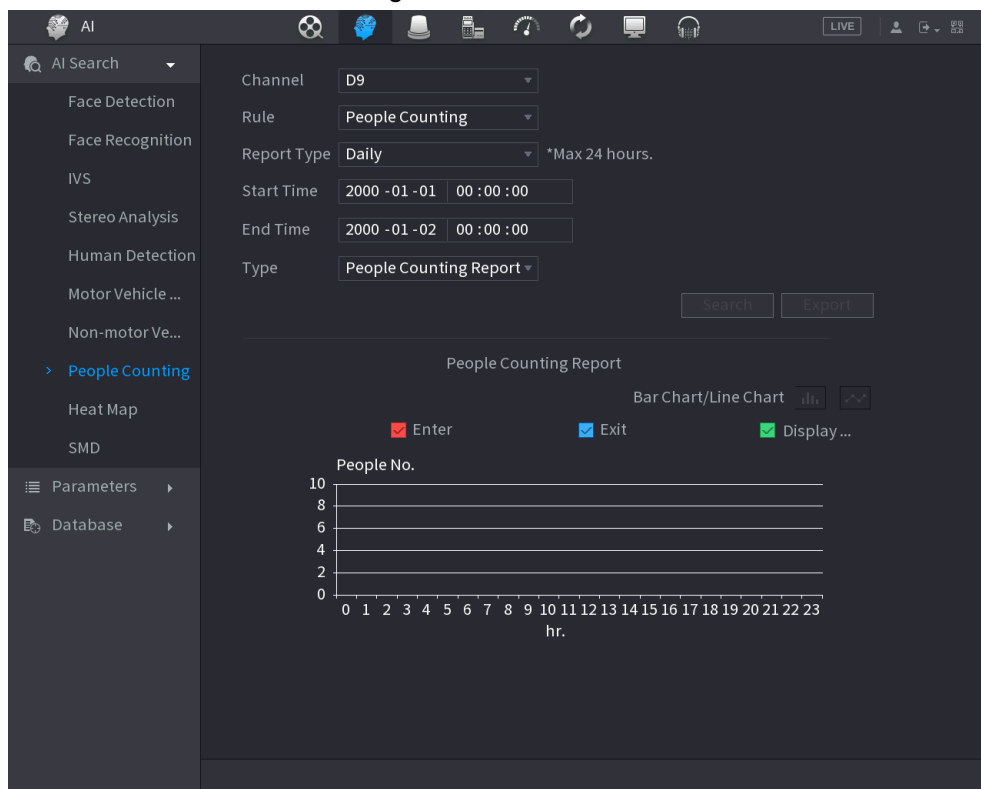 AI
LIVE
AI Search
Face Detection
Face Recognition
IVS
Stereo Analysis
Human Detection
Motor Vehicle ...
Non-motor Ve...
People Counting
Heat Map
SMD
Parameters
Database
Channel D9
Rule People Counting
Report Type Daily *Max 24 hours.
Start Time 2000 -01 -01 00 :00 :00
End Time 2000 -01 -02 00 :00 :00
Type People Counting Report
Search Export
People Counting Report
Bar Chart/Line Chart
Enter Exit Display ...
People No.
10
8
6
4
2
0
0 1 2 3 4 5 6 7 8 9 10 11 12 13 14 15 16 17 18 19 20 21 22 23
hr.